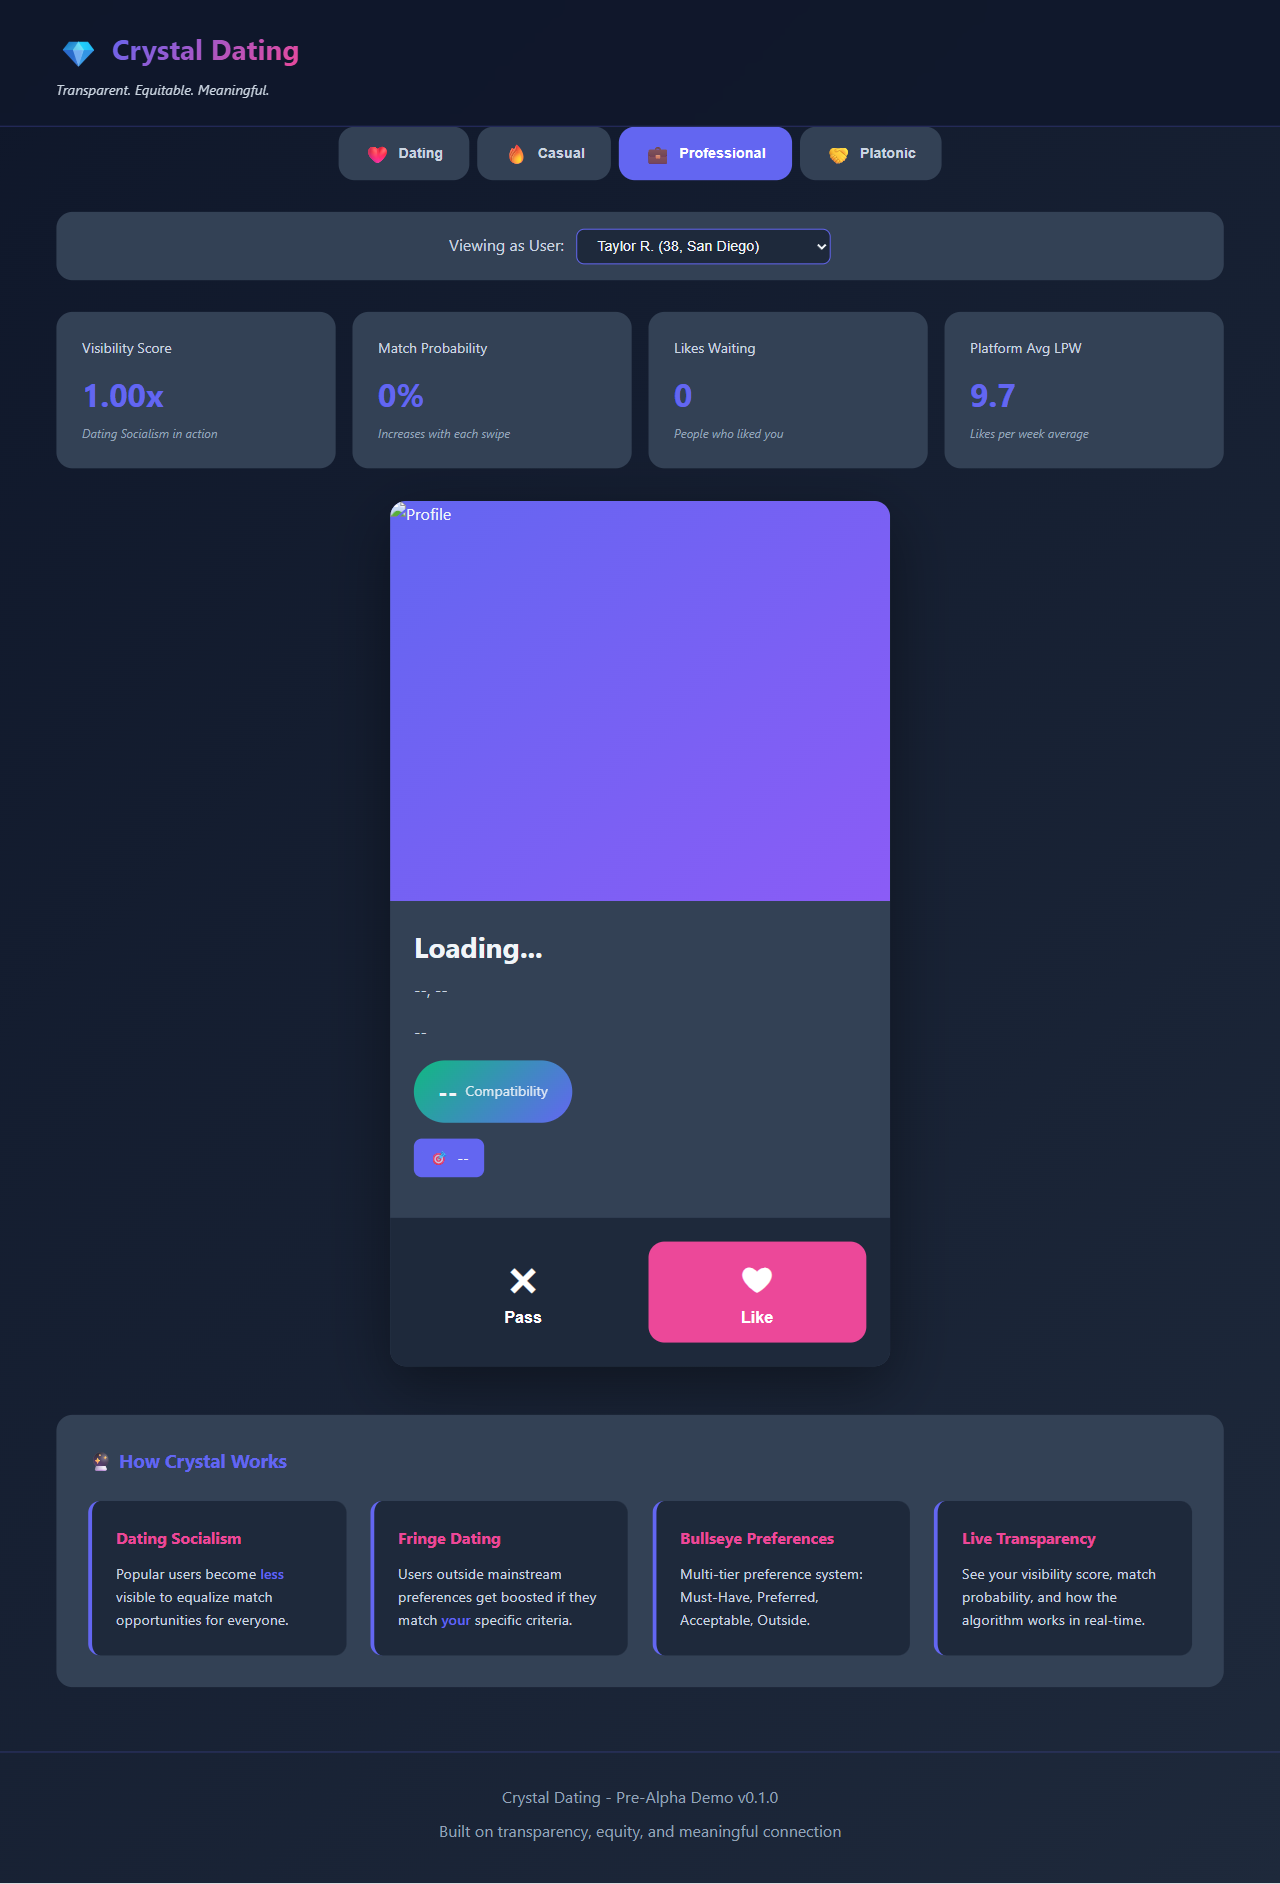 Crystal Dating
Transparent. Equitable. Meaningful.
Dating
Casual
Professional
Platonic
Viewing as User:
Taylor R. (38, San Diego)
Visibility Score
1.00x
Dating Socialism in action
Match Probability
0%
Increases with each swipe
Likes Waiting
0
People who liked you
Platform Avg LPW
9.7
Likes per week average
Profile
Loading...
--, --
--
-- Compatibility
--
Pass
Like
How Crystal Works
Dating Socialism
Popular users become less
visible to equalize match
opportunities for everyone.
Fringe Dating
Users outside mainstream
preferences get boosted if they
match your specific criteria.
Bullseye Preferences
Multi-tier preference system:
Must-Have, Preferred,
Acceptable, Outside.
Live Transparency
See your visibility score, match
probability, and how the
algorithm works in real-time.
Crystal Dating - Pre-Alpha Demo v0.1.0
Built on transparency, equity, and meaningful connection